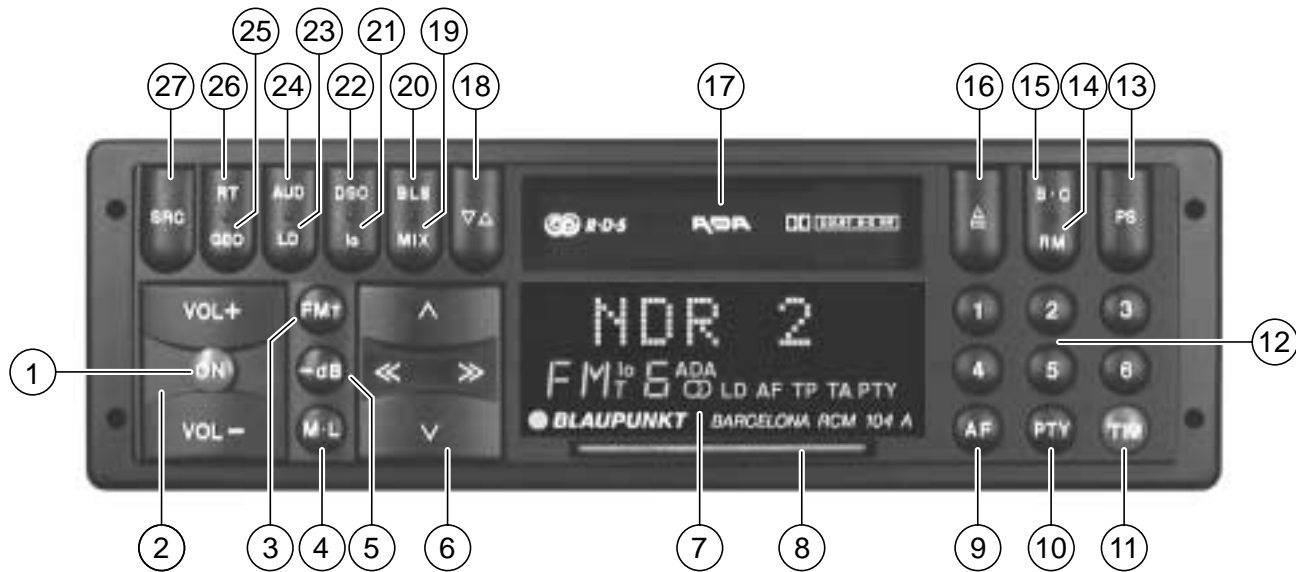 25 23 21 19
27 26 24 22 20 18 17 16 15 14 13
SRC RT AUD DSC BLB ▽△ R·D·S B·C PS
GEO LD lo MIX RM
VOL+ FMT ∧ NDR 2 1 2 3
1 ON -dB << >> FMT lo 6 ADA LD AF TP TA PTY 4 5 6 12
VOL- M·L ∨ BLAUPUNKT BARCELONA RCM 104 A AF PTY TIM
2 3 4 5 6 7 8 9 10 11